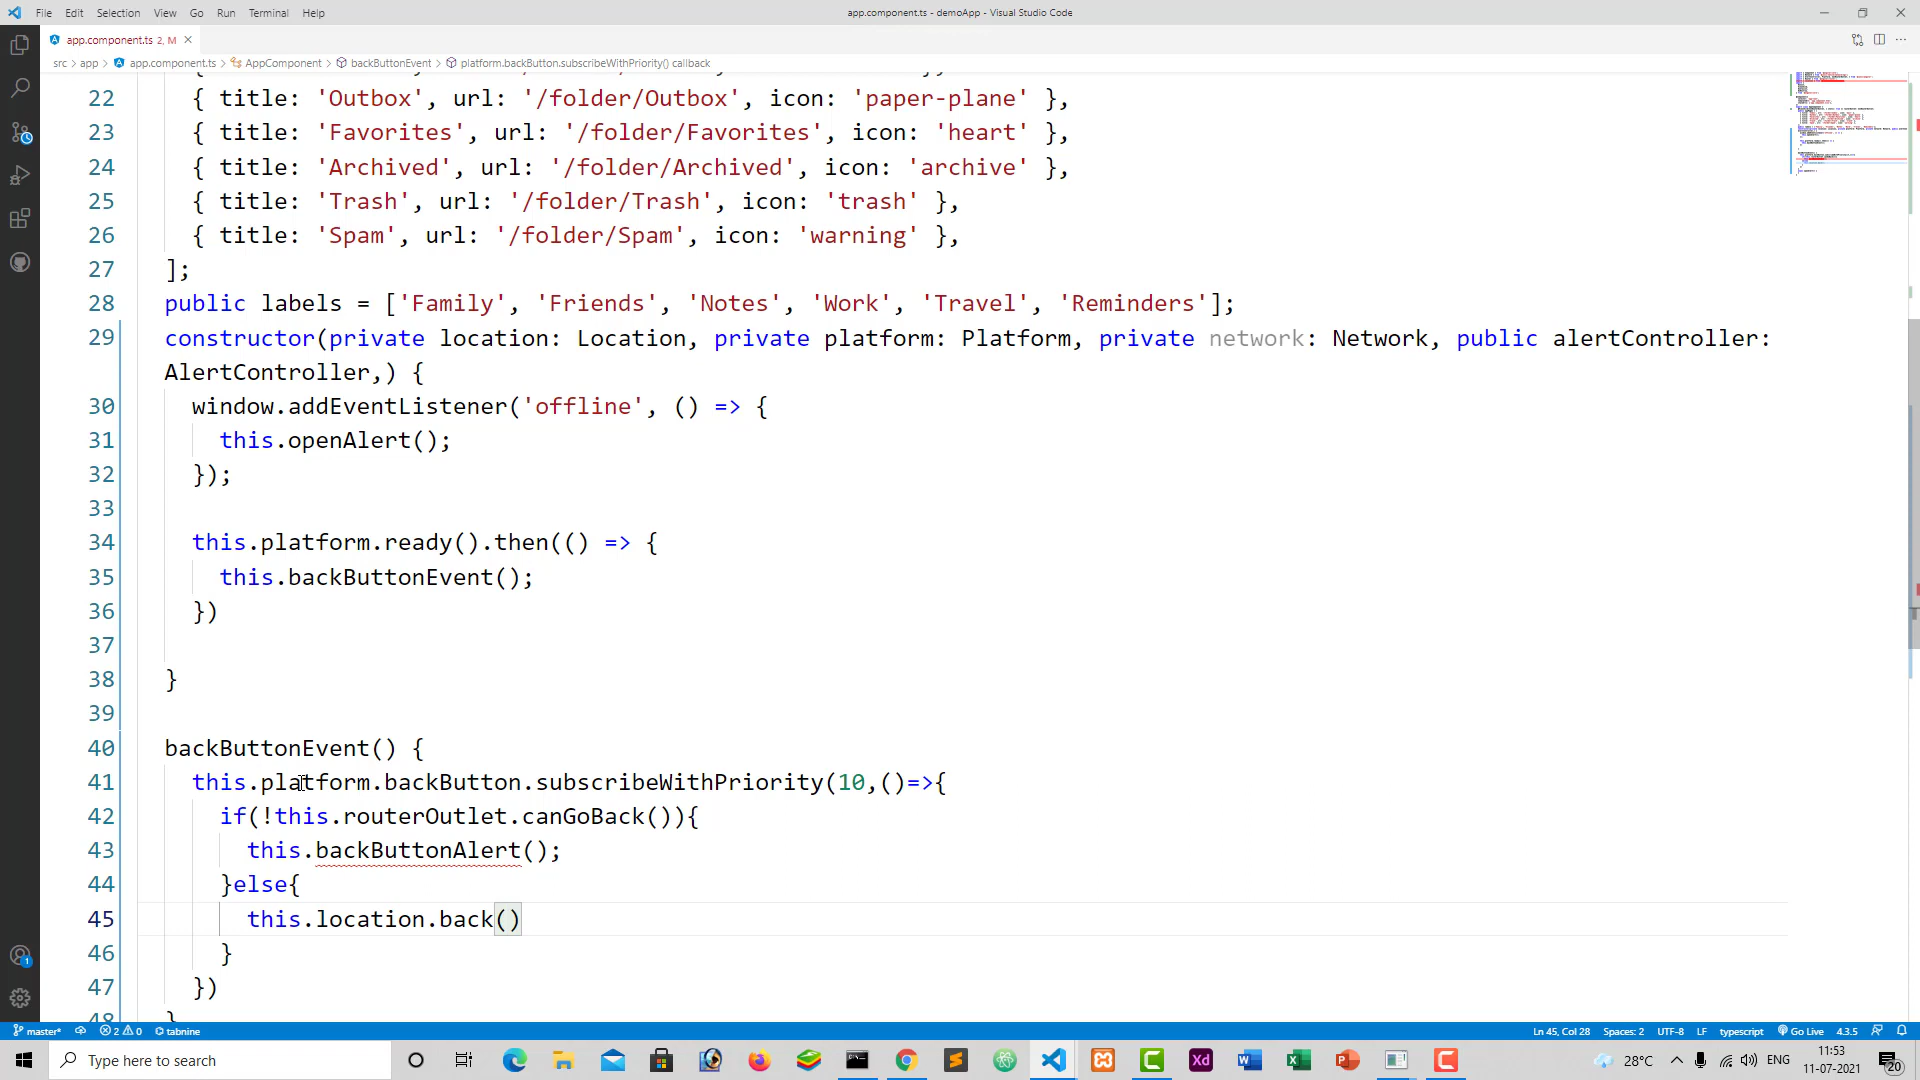 File Edit Selection View Go Run Terminal Help
app.component.ts - demoApp - Visual Studio Code
app.component.ts 2, M
src > app > app.component.ts > AppComponent > backButtonEvent > platform.backButton.subscribeWithPriority() callback
22 { title: 'Outbox', url: '/folder/Outbox', icon: 'paper-plane' },
23 { title: 'Favorites', url: '/folder/Favorites', icon: 'heart' },
24 { title: 'Archived', url: '/folder/Archived', icon: 'archive' },
25 { title: 'Trash', url: '/folder/Trash', icon: 'trash' },
26 { title: 'Spam', url: '/folder/Spam', icon: 'warning' },
27 ];
28 public labels = ['Family', 'Friends', 'Notes', 'Work', 'Travel', 'Reminders'];
29 constructor(private location: Location, private platform: Platform, private network: Network, public alertController:
AlertController,) {
30 window.addEventListener('offline', () => {
31 this.openAlert();
32 });
33
34 this.platform.ready().then(() => {
35 this.backButtonEvent();
36 })
37
38 }
39
40 backButtonEvent() {
41 this.platform.backButton.subscribeWithPriority(10,()=>{
42 if(!this.routerOutlet.canGoBack()){
43 this.backButtonAlert();
44 }else{
45 this.location.back()
46 }
47 })
48 }
master* 2 0 tabnine Ln 45, Col 28 Spaces: 2 UTF-8 LF typescript Go Live 4.3.5
Type here to search
28°C ENG
11:53
11-07-2021
20